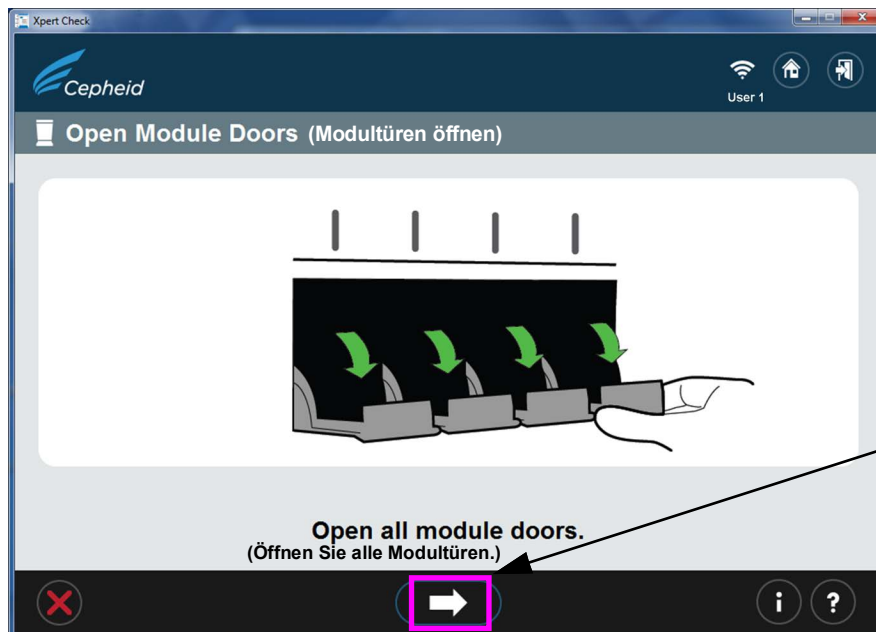 Xpert Check
Cepheid
User 1
Open Module Doors (Modultüren öffnen)
Open all module doors.
(Öffnen Sie alle Modultüren.)
i ?